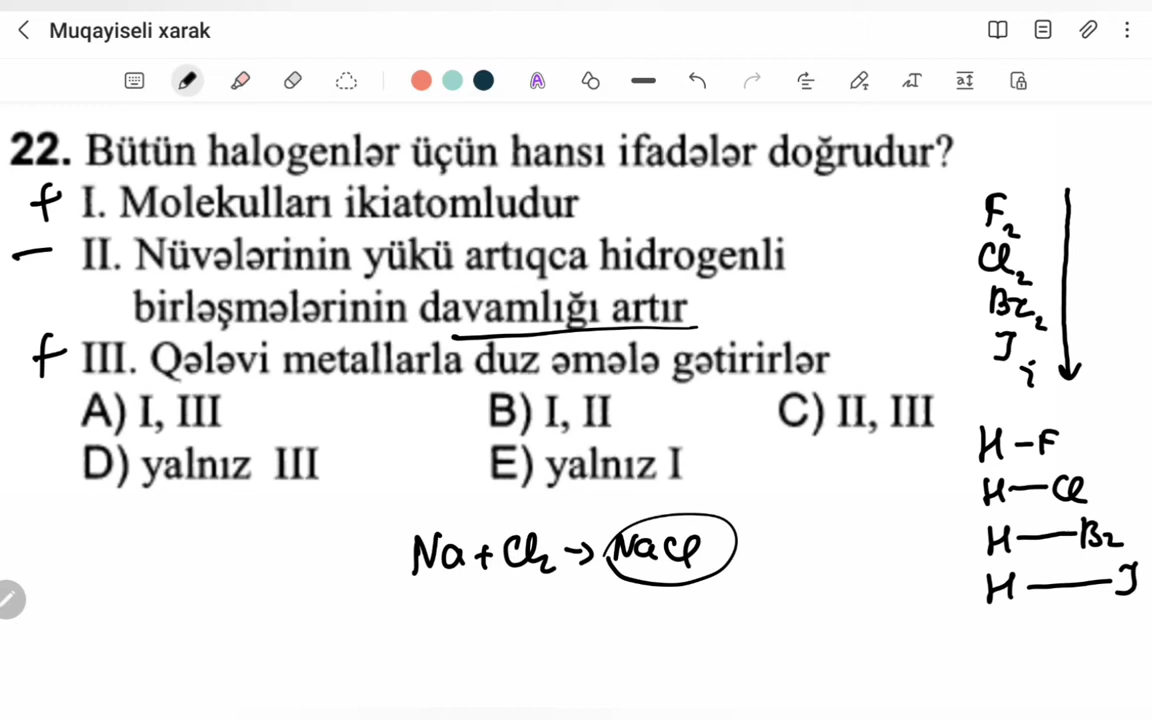 Muqayiseli xarak
22. Bütün halogenlər üçün hansı ifadələr doğrudur?
+ I. Molekulları ikiatomludur
– II. Nüvələrinin yükü artıqca hidrogenli
birləşmələrinin davamlığı artır
+ III. Qələvi metallarla duz əmələ gətirirlər
A) I, III B) I, II C) II, III
D) yalnız III E) yalnız I
F2
Cl2
Br2
J2
H–F
H–Cl
H–Br
H–J
Na + Cl2 → NaCl